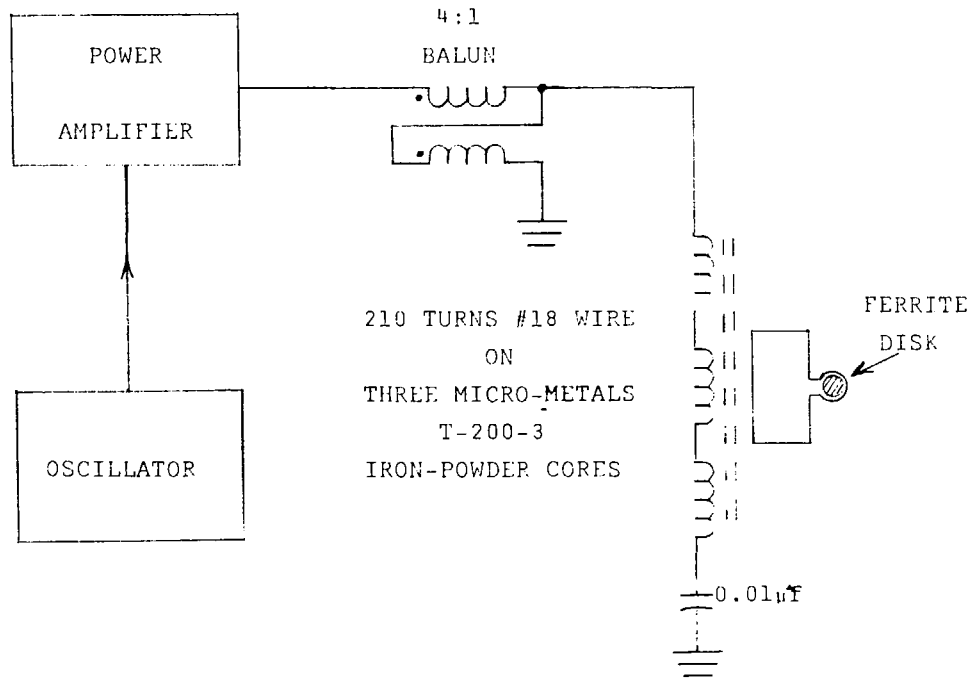 4:1
BALUN
POWER
AMPLIFIER
210 TURNS #18 WIRE
ON
THREE MICRO-METALS
T-200-3
IRON-POWDER CORES
FERRITE
DISK
OSCILLATOR
0.01µf